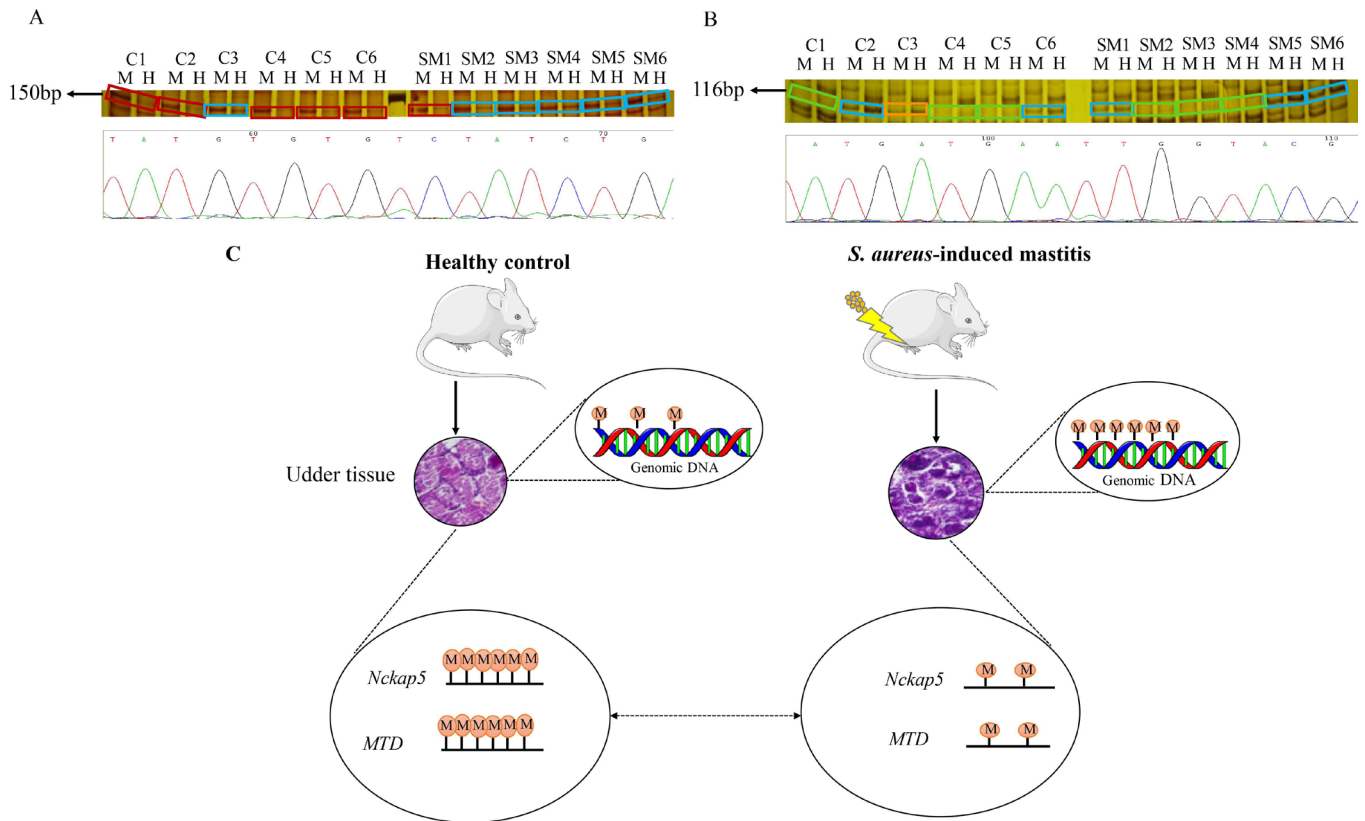 A
C1 C2 C3 C4 C5 C6 SM1 SM2 SM3 SM4 SM5 SM6
M H M H M H M H M H M H M H M H M H M H M H M H
150bp
60 70
T A T G T G T G T C T A T C T G
B
C1 C2 C3 C4 C5 C6 SM1 SM2 SM3 SM4 SM5 SM6
M H M H M H M H M H M H M H M H M H M H M H M H
116bp
100 110
A T G A T G A A T T G G T A C G
C
Healthy control
S. aureus-induced mastitis
M M M
Genomic DNA
M M M M M M
Genomic DNA
Udder tissue
Nckap5
M M M M M M
MTD
M M M M M M
Nckap5
M M
MTD
M M